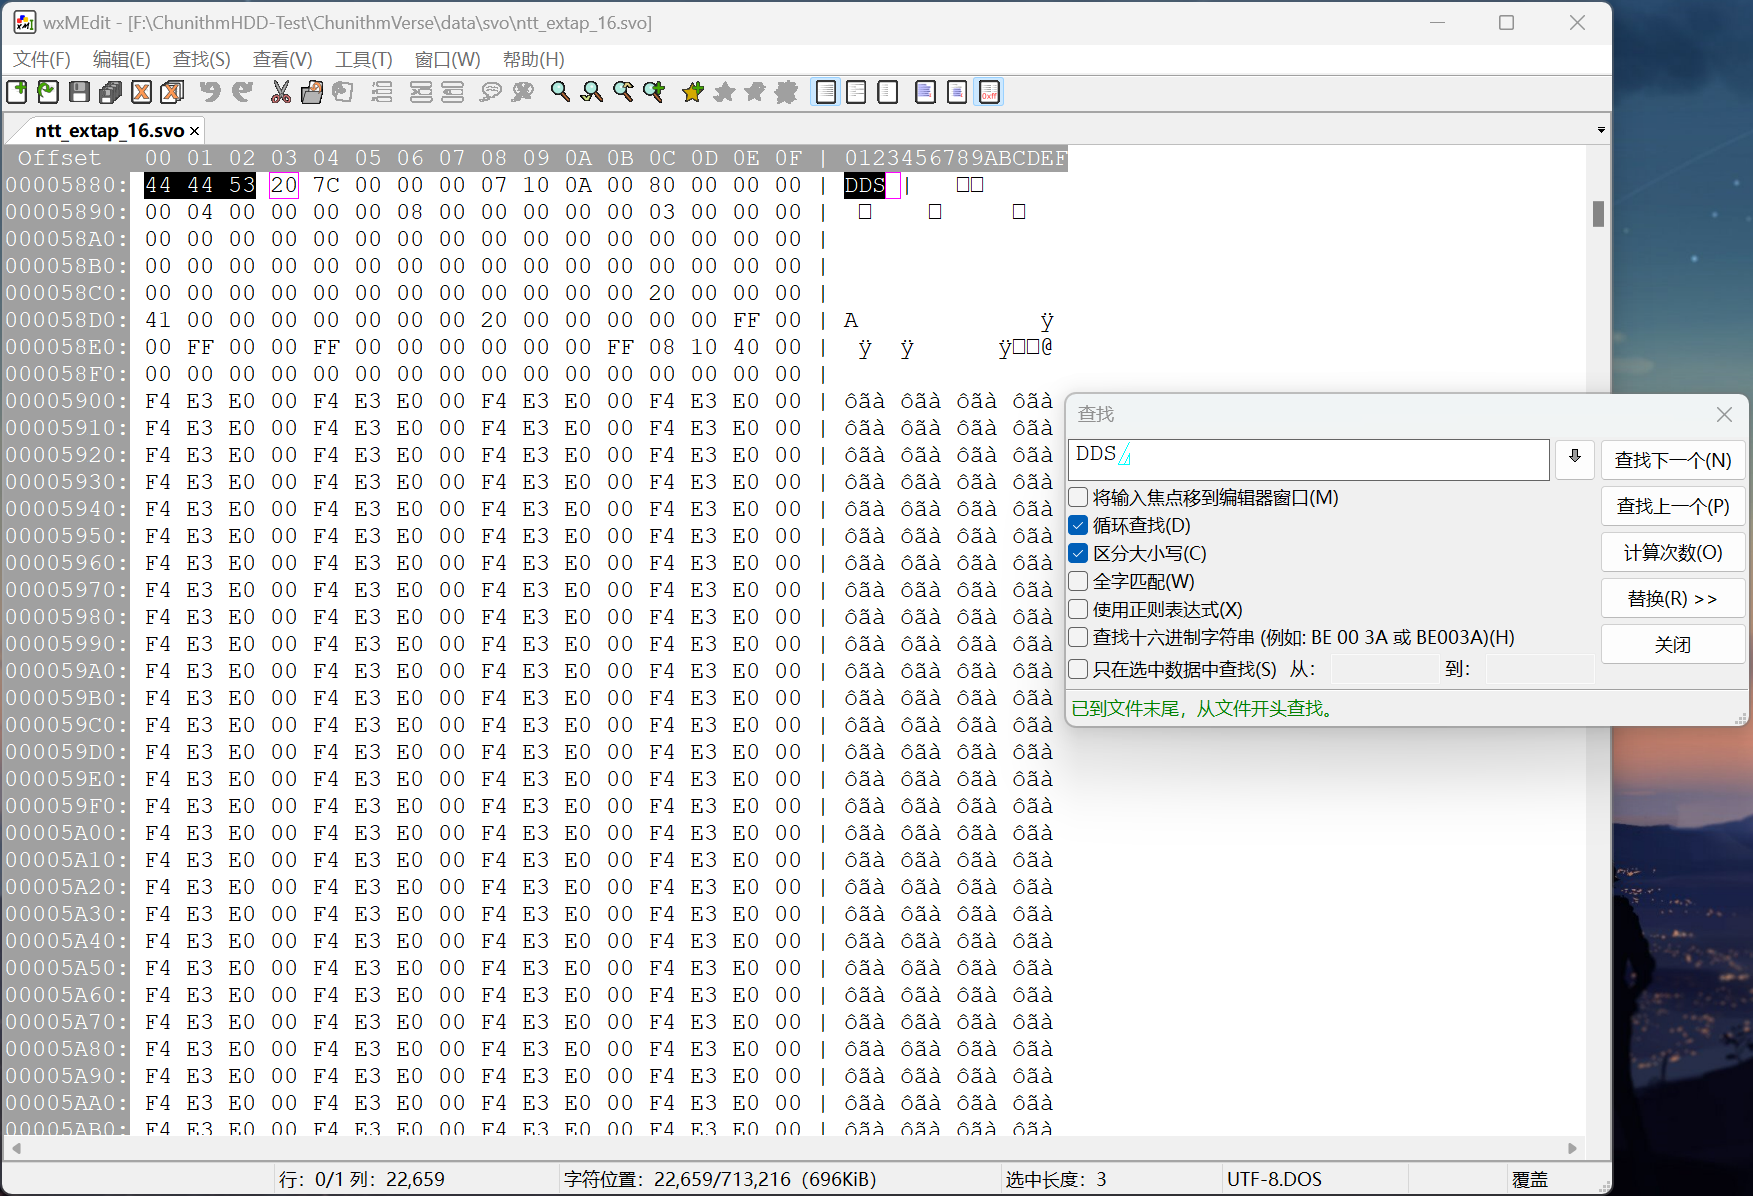 wxMEdit - [F:\ChunithmHDD-Test\ChunithmVerse\data\svo\ntt_extap_16.svo]
文件(F) 编辑(E) 查找(S) 查看(V) 工具(T) 窗口(W) 帮助(H)
ntt_extap_16.svo ×
Offset 00 01 02 03 04 05 06 07 08 09 0A 0B 0C 0D 0E 0F | 0123456789ABCDEF
00005880: 44 44 53 20 7C 00 00 00 07 10 0A 00 80 00 00 00 | DDS | □□
00005890: 00 04 00 00 00 00 08 00 00 00 00 00 03 00 00 00 | □ □ □
000058A0: 00 00 00 00 00 00 00 00 00 00 00 00 00 00 00 00 |
000058B0: 00 00 00 00 00 00 00 00 00 00 00 00 00 00 00 00 |
000058C0: 00 00 00 00 00 00 00 00 00 00 00 00 20 00 00 00 |
000058D0: 41 00 00 00 00 00 00 00 20 00 00 00 00 00 FF 00 | A ÿ
000058E0: 00 FF 00 00 FF 00 00 00 00 00 00 FF 08 10 40 00 | ÿ ÿ ÿ□□@
000058F0: 00 00 00 00 00 00 00 00 00 00 00 00 00 00 00 00 |
00005900: F4 E3 E0 00 F4 E3 E0 00 F4 E3 E0 00 F4 E3 E0 00 | ôãà ôãà ôãà ôãà
00005910: F4 E3 E0 00 F4 E3 E0 00 F4 E3 E0 00 F4 E3 E0 00 | ôãà ôãà ôãà ôãà
00005920: F4 E3 E0 00 F4 E3 E0 00 F4 E3 E0 00 F4 E3 E0 00 | ôãà ôãà ôãà ôãà
00005930: F4 E3 E0 00 F4 E3 E0 00 F4 E3 E0 00 F4 E3 E0 00 | ôãà ôãà ôãà ôãà
00005940: F4 E3 E0 00 F4 E3 E0 00 F4 E3 E0 00 F4 E3 E0 00 | ôãà ôãà ôãà ôãà
00005950: F4 E3 E0 00 F4 E3 E0 00 F4 E3 E0 00 F4 E3 E0 00 | ôãà ôãà ôãà ôãà
00005960: F4 E3 E0 00 F4 E3 E0 00 F4 E3 E0 00 F4 E3 E0 00 | ôãà ôãà ôãà ôãà
00005970: F4 E3 E0 00 F4 E3 E0 00 F4 E3 E0 00 F4 E3 E0 00 | ôãà ôãà ôãà ôãà
00005980: F4 E3 E0 00 F4 E3 E0 00 F4 E3 E0 00 F4 E3 E0 00 | ôãà ôãà ôãà ôãà
00005990: F4 E3 E0 00 F4 E3 E0 00 F4 E3 E0 00 F4 E3 E0 00 | ôãà ôãà ôãà ôãà
000059A0: F4 E3 E0 00 F4 E3 E0 00 F4 E3 E0 00 F4 E3 E0 00 | ôãà ôãà ôãà ôãà
000059B0: F4 E3 E0 00 F4 E3 E0 00 F4 E3 E0 00 F4 E3 E0 00 | ôãà ôãà ôãà ôãà
000059C0: F4 E3 E0 00 F4 E3 E0 00 F4 E3 E0 00 F4 E3 E0 00 | ôãà ôãà ôãà ôãà
000059D0: F4 E3 E0 00 F4 E3 E0 00 F4 E3 E0 00 F4 E3 E0 00 | ôãà ôãà ôãà ôãà
000059E0: F4 E3 E0 00 F4 E3 E0 00 F4 E3 E0 00 F4 E3 E0 00 | ôãà ôãà ôãà ôãà
000059F0: F4 E3 E0 00 F4 E3 E0 00 F4 E3 E0 00 F4 E3 E0 00 | ôãà ôãà ôãà ôãà
00005A00: F4 E3 E0 00 F4 E3 E0 00 F4 E3 E0 00 F4 E3 E0 00 | ôãà ôãà ôãà ôãà
00005A10: F4 E3 E0 00 F4 E3 E0 00 F4 E3 E0 00 F4 E3 E0 00 | ôãà ôãà ôãà ôãà
00005A20: F4 E3 E0 00 F4 E3 E0 00 F4 E3 E0 00 F4 E3 E0 00 | ôãà ôãà ôãà ôãà
00005A30: F4 E3 E0 00 F4 E3 E0 00 F4 E3 E0 00 F4 E3 E0 00 | ôãà ôãà ôãà ôãà
00005A40: F4 E3 E0 00 F4 E3 E0 00 F4 E3 E0 00 F4 E3 E0 00 | ôãà ôãà ôãà ôãà
00005A50: F4 E3 E0 00 F4 E3 E0 00 F4 E3 E0 00 F4 E3 E0 00 | ôãà ôãà ôãà ôãà
00005A60: F4 E3 E0 00 F4 E3 E0 00 F4 E3 E0 00 F4 E3 E0 00 | ôãà ôãà ôãà ôãà
00005A70: F4 E3 E0 00 F4 E3 E0 00 F4 E3 E0 00 F4 E3 E0 00 | ôãà ôãà ôãà ôãà
00005A80: F4 E3 E0 00 F4 E3 E0 00 F4 E3 E0 00 F4 E3 E0 00 | ôãà ôãà ôãà ôãà
00005A90: F4 E3 E0 00 F4 E3 E0 00 F4 E3 E0 00 F4 E3 E0 00 | ôãà ôãà ôãà ôãà
00005AA0: F4 E3 E0 00 F4 E3 E0 00 F4 E3 E0 00 F4 E3 E0 00 | ôãà ôãà ôãà ôãà
00005AB0: F4 E3 E0 00 F4 E3 E0 00 F4 E3 E0 00 F4 E3 E0 00 | ôãà ôãà ôãà ôãà
查找
DDS
查找下一个(N)
将输入焦点移到编辑器窗口(M)
查找上一个(P)
循环查找(D)
区分大小写(C)
计算次数(O)
全字匹配(W)
替换(R) >>
使用正则表达式(X)
查找十六进制字符串 (例如: BE 00 3A 或 BE003A)(H)
关闭
只在选中数据中查找(S) 从: 到:
已到文件末尾，从文件开头查找。
行: 0/1 列: 22,659
字符位置: 22,659/713,216 (696KiB)
选中长度: 3
UTF-8.DOS
覆盖